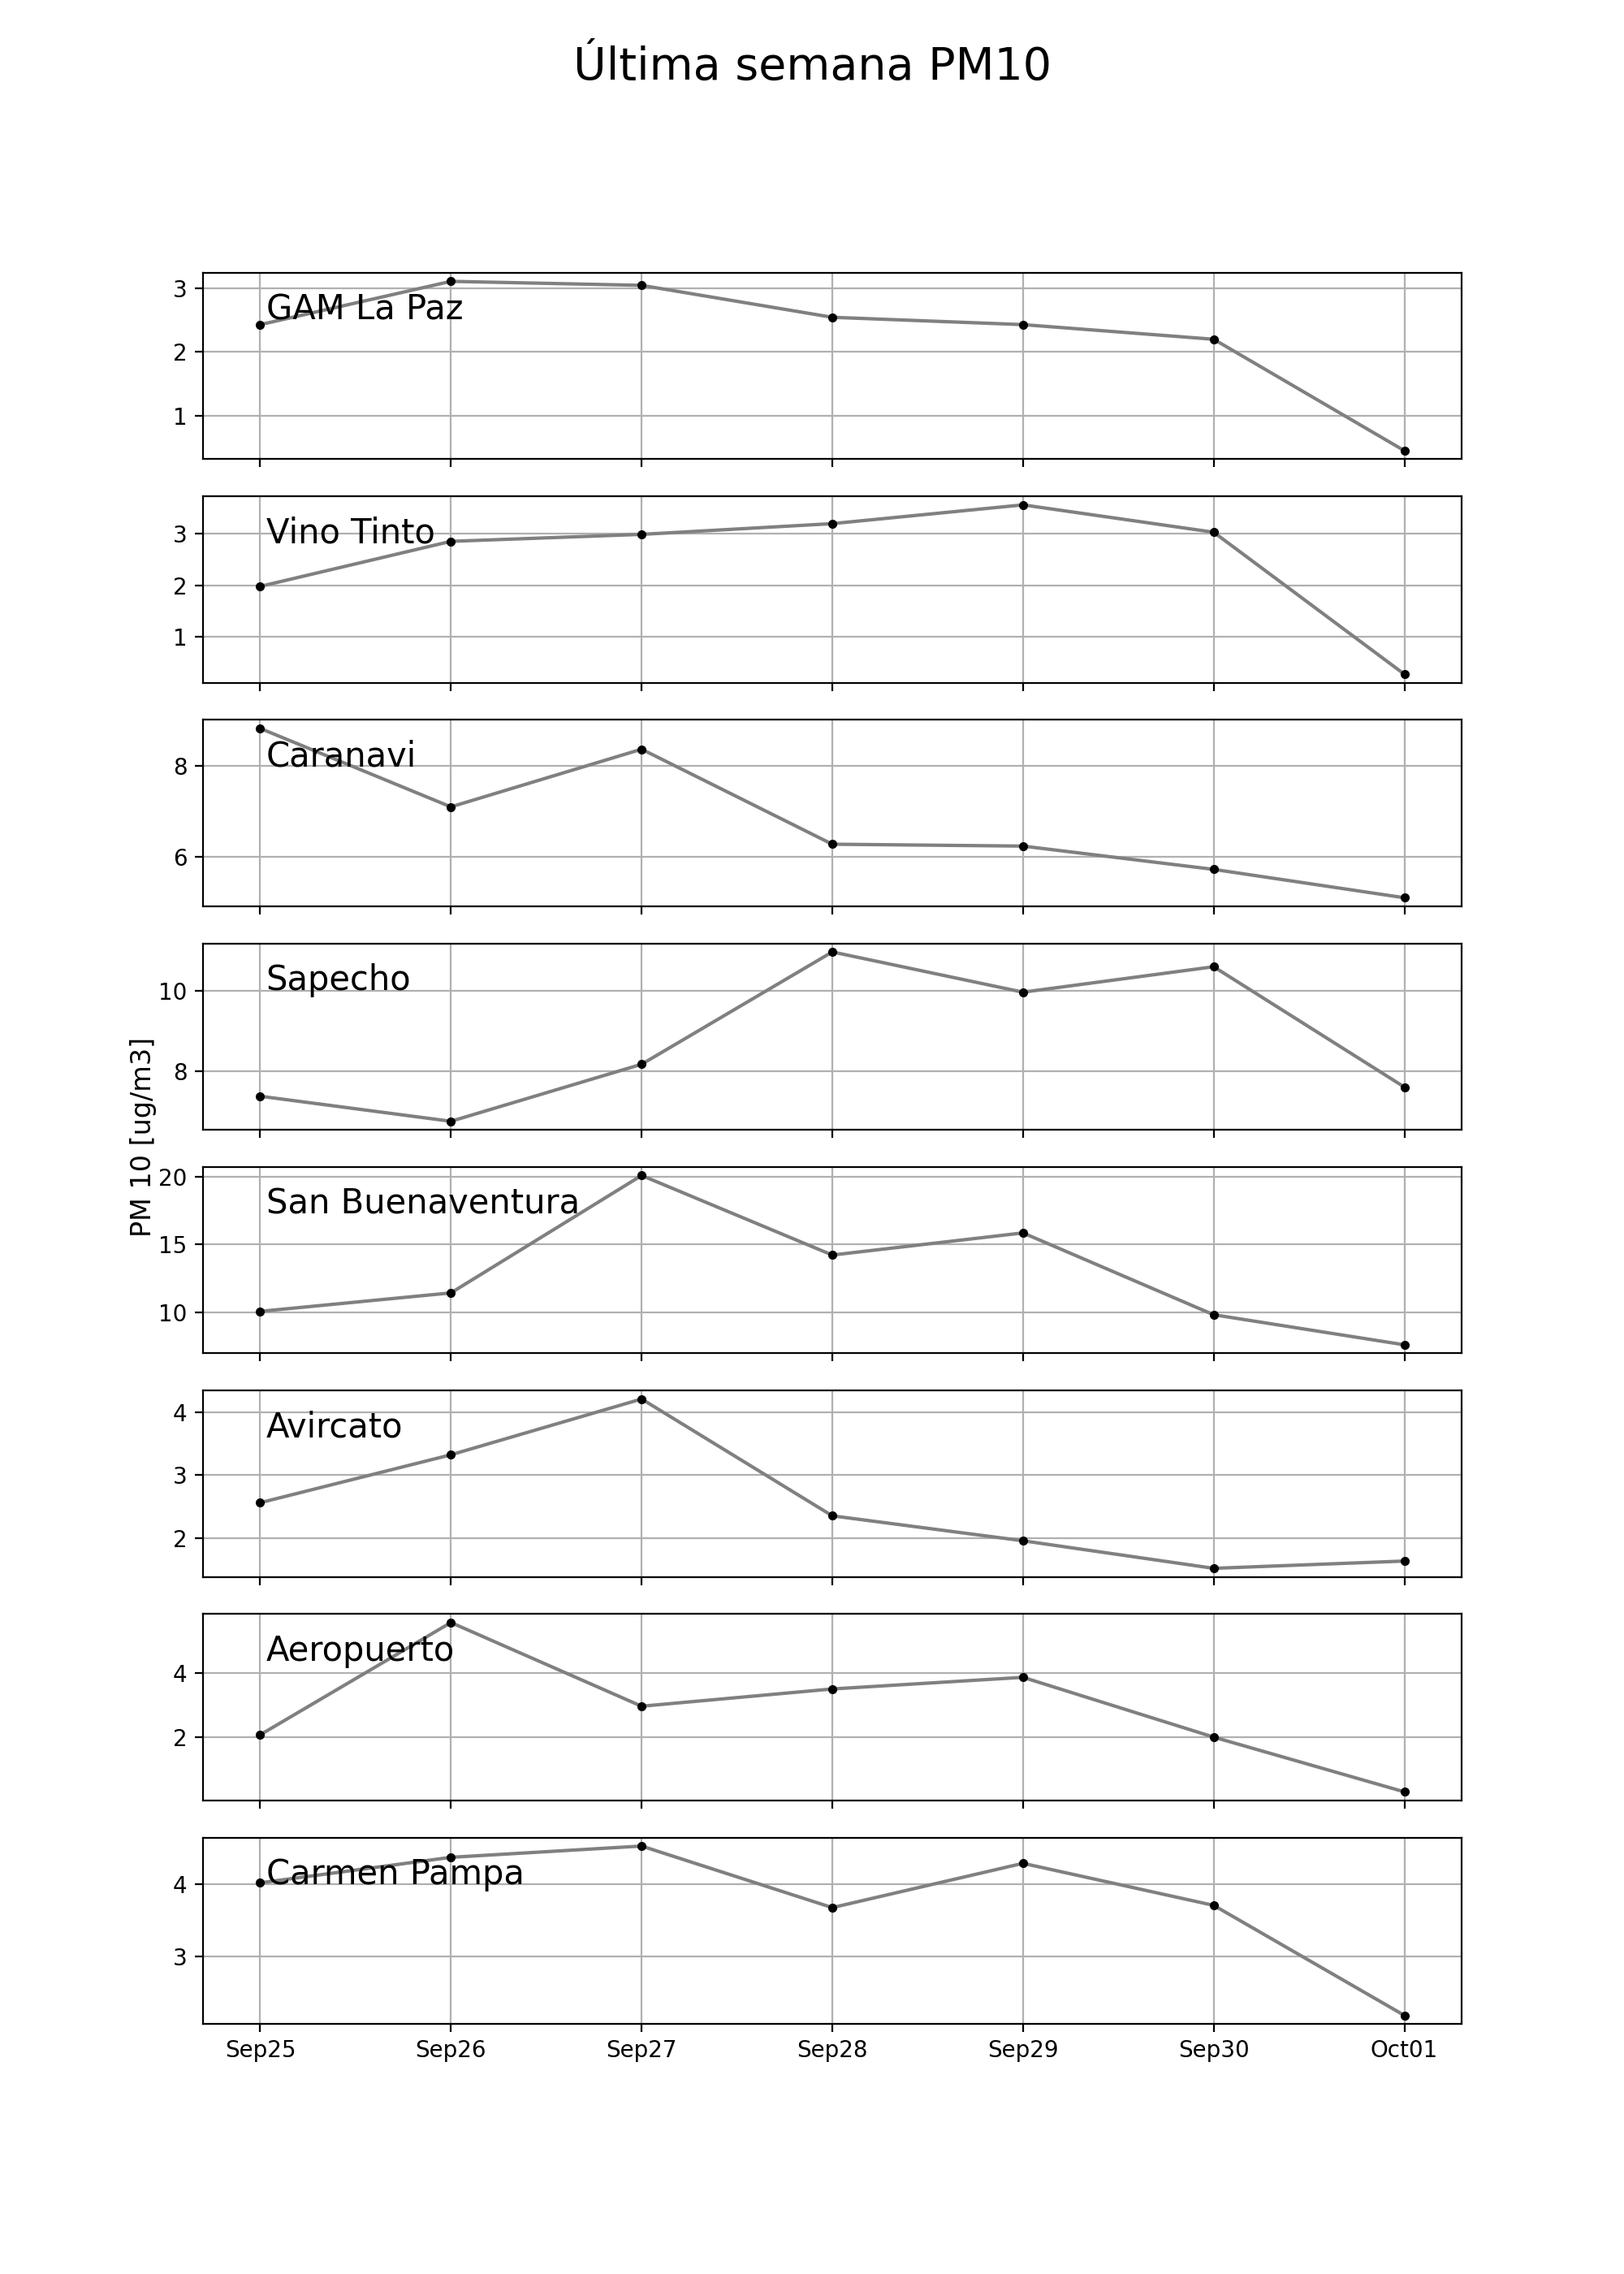 Última semana PM10
GAM La Paz
3
2
1
Vino Tinto
3
2
1
Caranavi
8
6
Sapecho
10
8
PM 10 [ug/m3]
San Buenaventura
20
15
10
Avircato
4
3
2
Aeropuerto
4
2
Carmen Pampa
4
3
Sep25 Sep26 Sep27 Sep28 Sep29 Sep30 Oct01